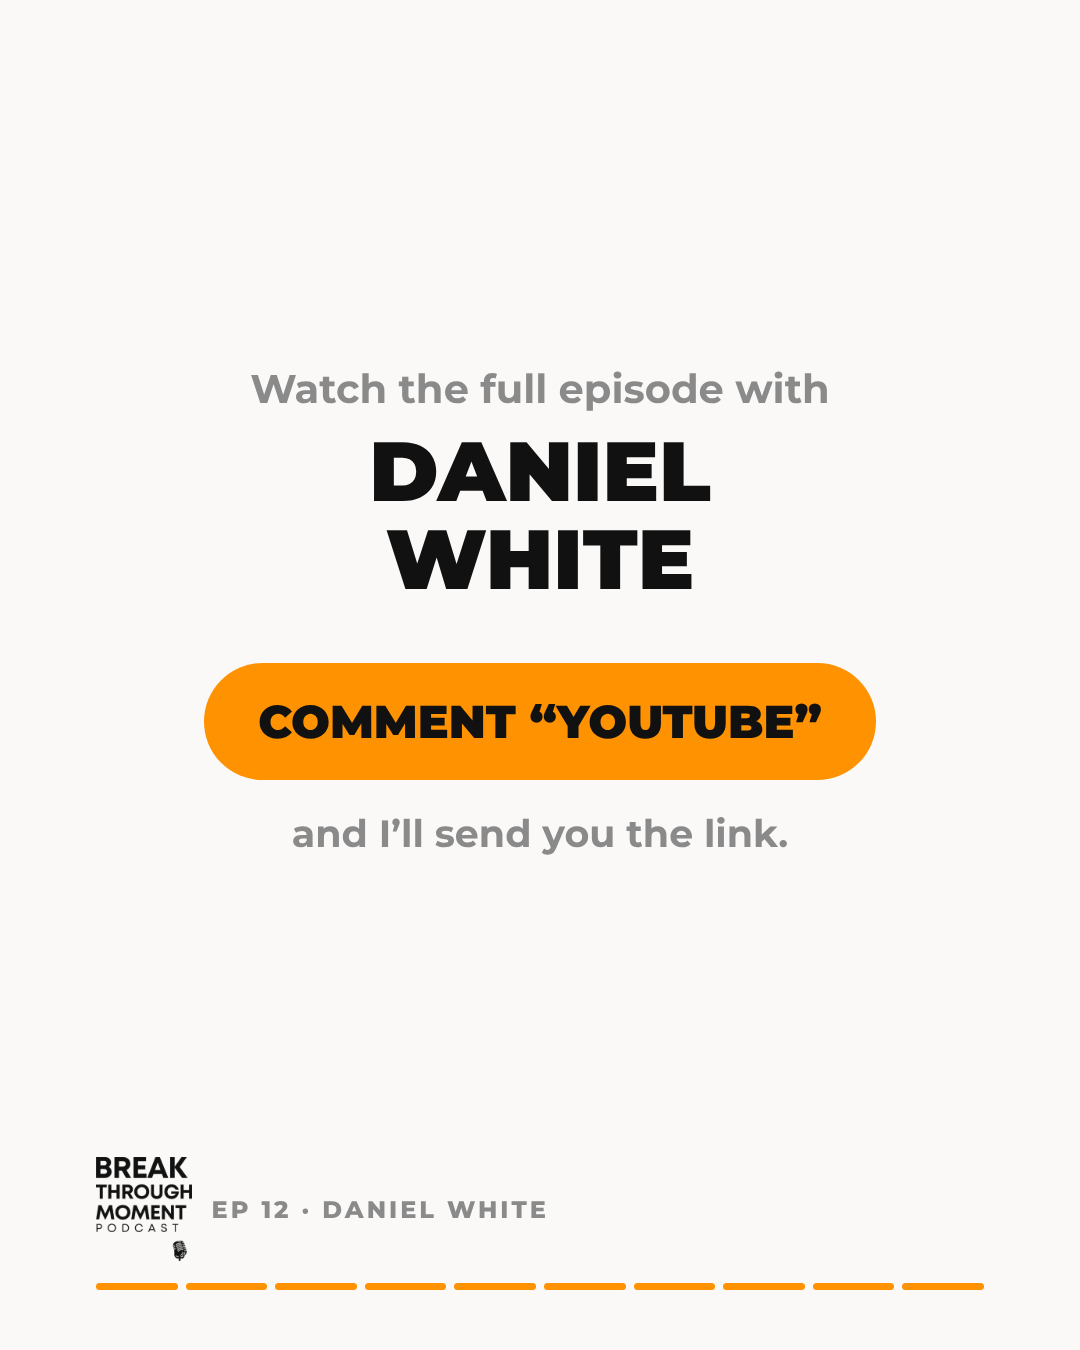 Watch the full episode with
DANIEL
WHITE
COMMENT “YOUTUBE”
and I’ll send you the link.
BREAK
THROUGH
MOMENT
PODCAST
EP 12 · DANIEL WHITE